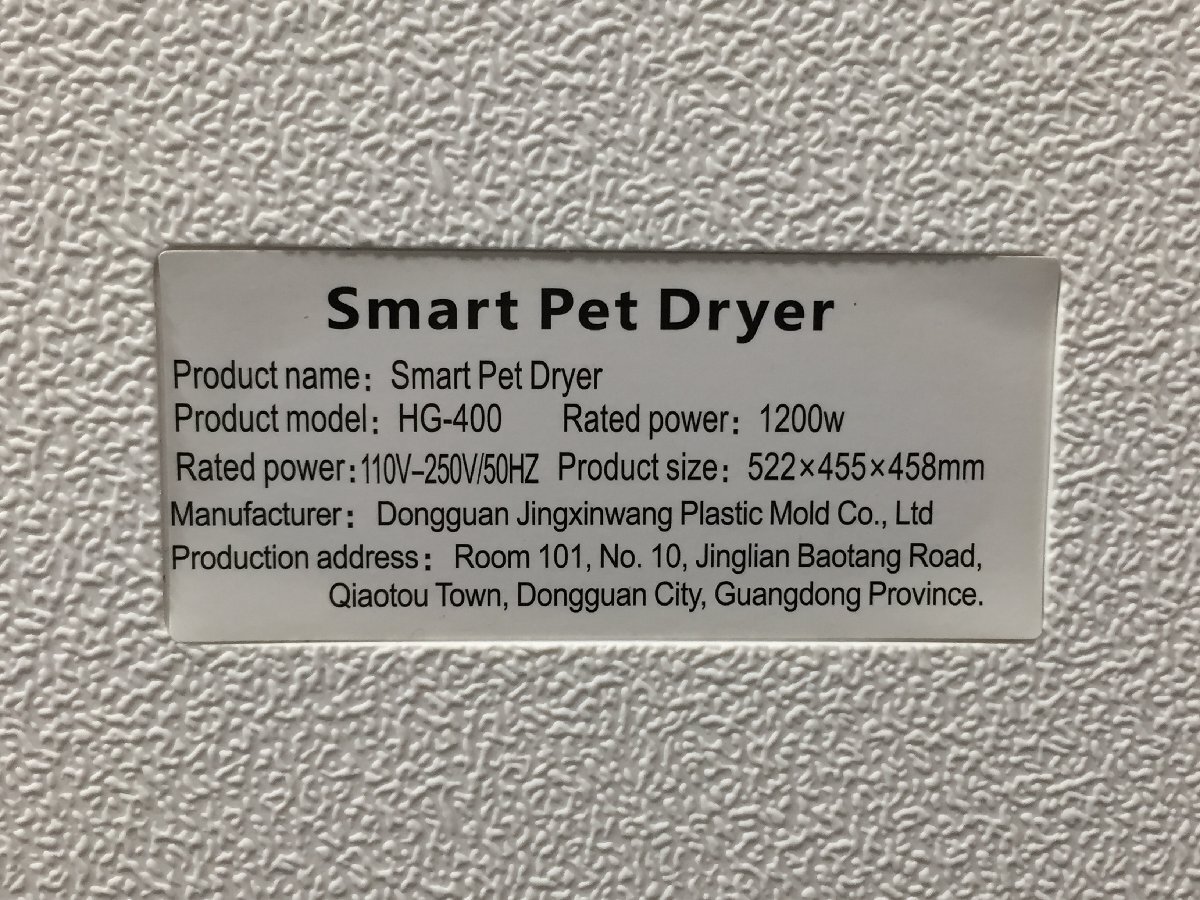 Smart Pet Dryer
Product name: Smart Pet Dryer
Product model: HG-400 Rated power: 1200w
Rated power:110V-250V/50HZ Product size: 522×455×458mm
Manufacturer: Dongguan Jingxinwang Plastic Mold Co., Ltd
Production address: Room 101, No. 10, Jinglian Baotang Road,
Qiaotou Town, Dongguan City, Guangdong Province.